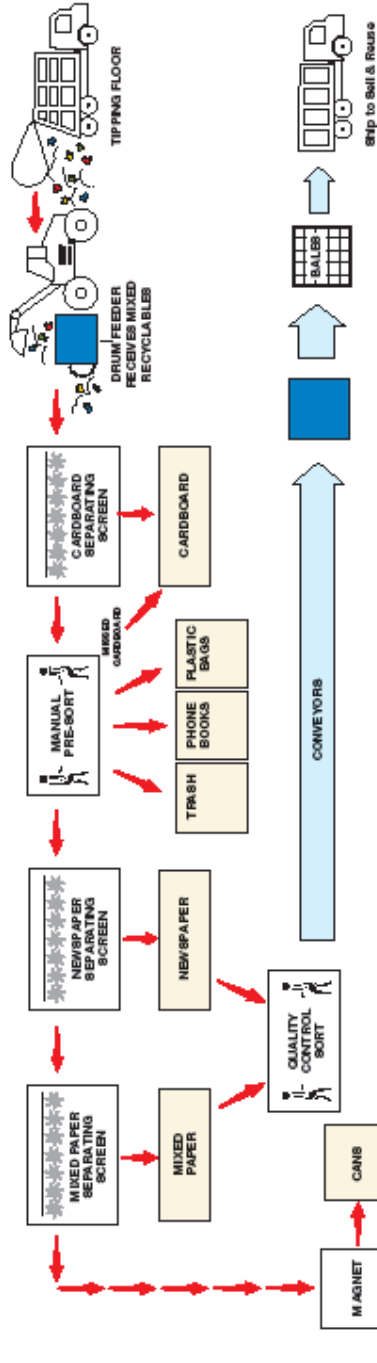 TIPPING FLOOR
DRUM FEEDER
RECEIVES MIXED
RECYCLABLES
CARDBOARD
SEPARATING
SCREEN
CARDBOARD
MISSED
CARDBOARD
MANUAL
PRE-SORT
PLASTIC
BAGS
PHONE
BOOKS
TRASH
NEWSPAPER
SEPARATING
SCREEN
NEWSPAPER
MIXED PAPER
SEPARATING
SCREEN
MIXED
PAPER
QUALITY
CONTROL
SORT
MAGNET
CANS
CONVEYORS
BALES
Ship to Sell & Reuse